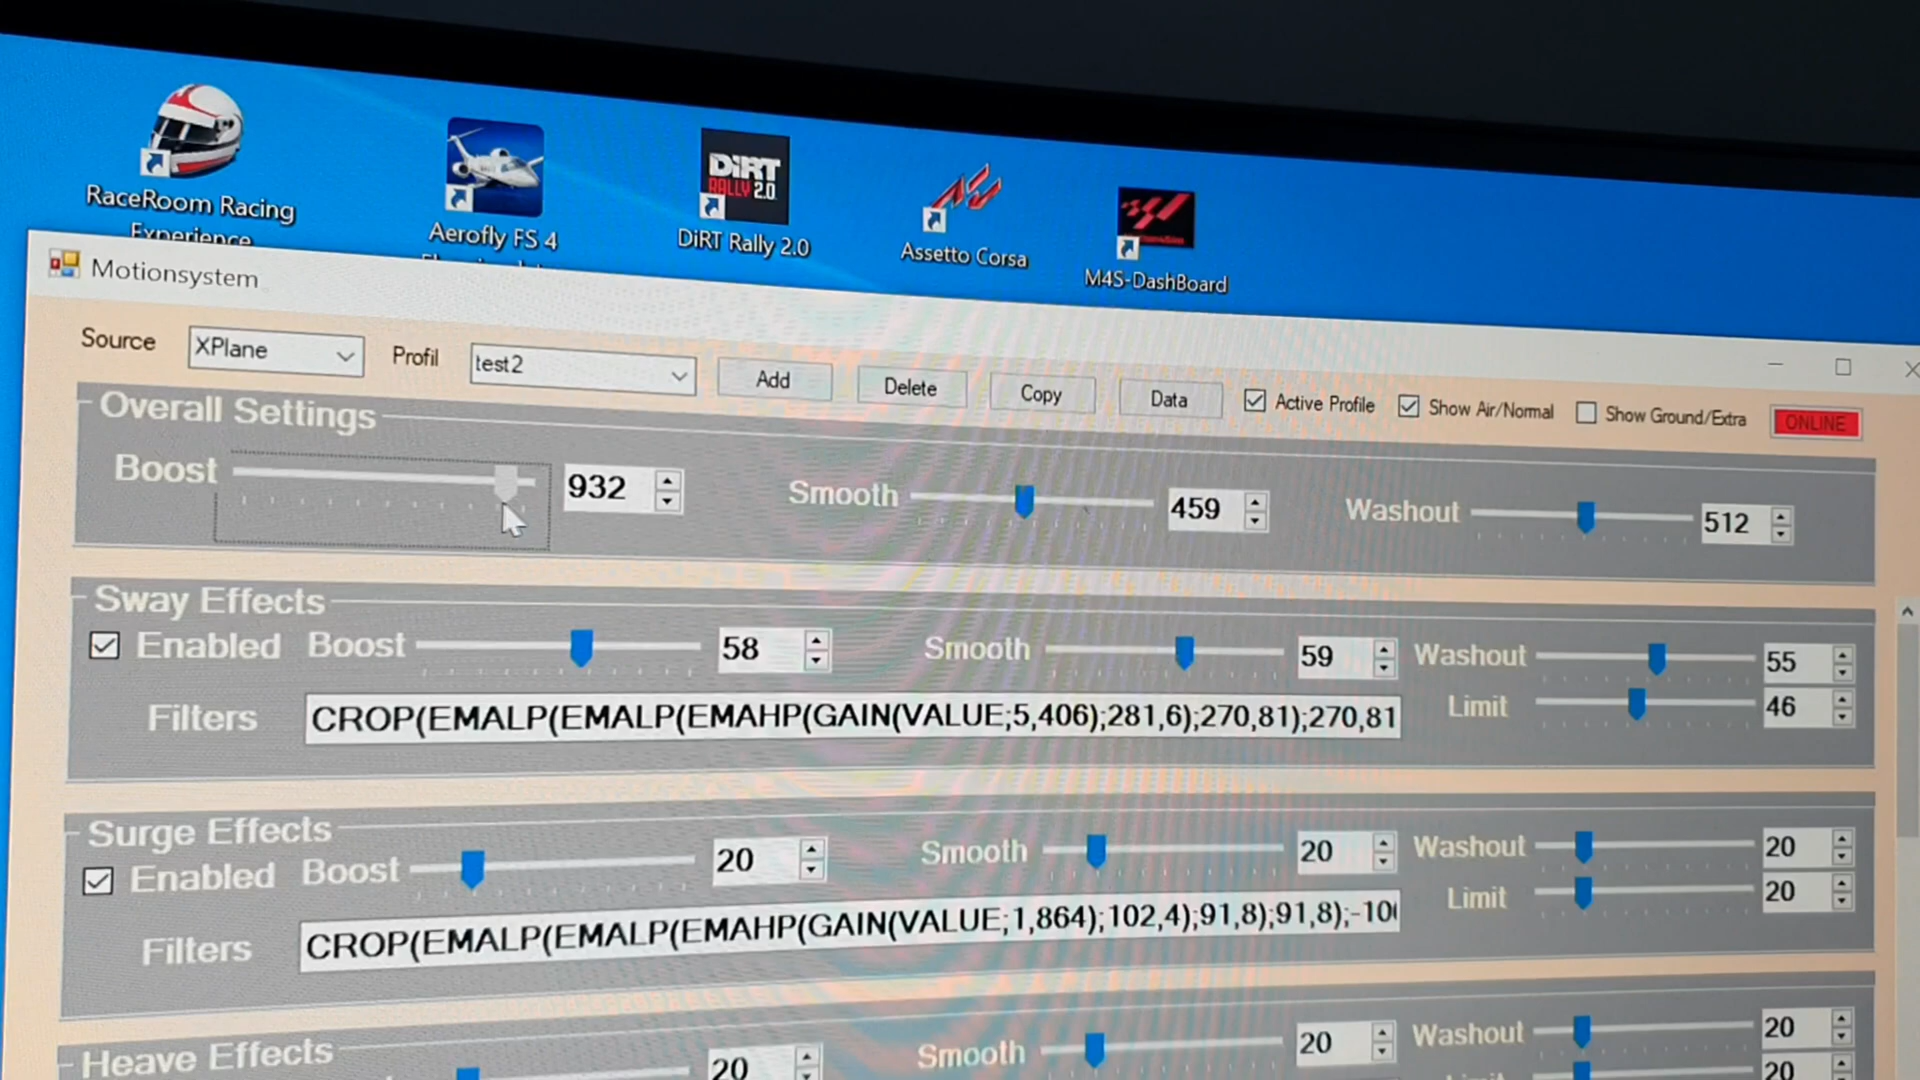 RaceRoom Racing
Experience
Aerofly FS 4
DiRT
RALLY 2.0
DiRT Rally 2.0
Assetto Corsa
M4S-DashBoard
Motionsystem
Source
XPlane
Profil
test2
Add
Delete
Copy
Data
Active Profile
Show Air/Normal
Show Ground/Extra
ONLINE
Overall Settings
Boost
932
Smooth
459
Washout
512
Sway Effects
Enabled
Boost
58
Smooth
59
Washout
55
Filters
CROP(EMALP(EMALP(EMAHP(GAIN(VALUE;5,406);281,6);270,81);270,81
Limit
46
Surge Effects
Enabled
Boost
20
Smooth
20
Washout
20
Filters
CROP(EMALP(EMALP(EMAHP(GAIN(VALUE;1,864);102,4);91,8);91,8);-10
Limit
20
Heave Effects
20
Smooth
20
Washout
20
20